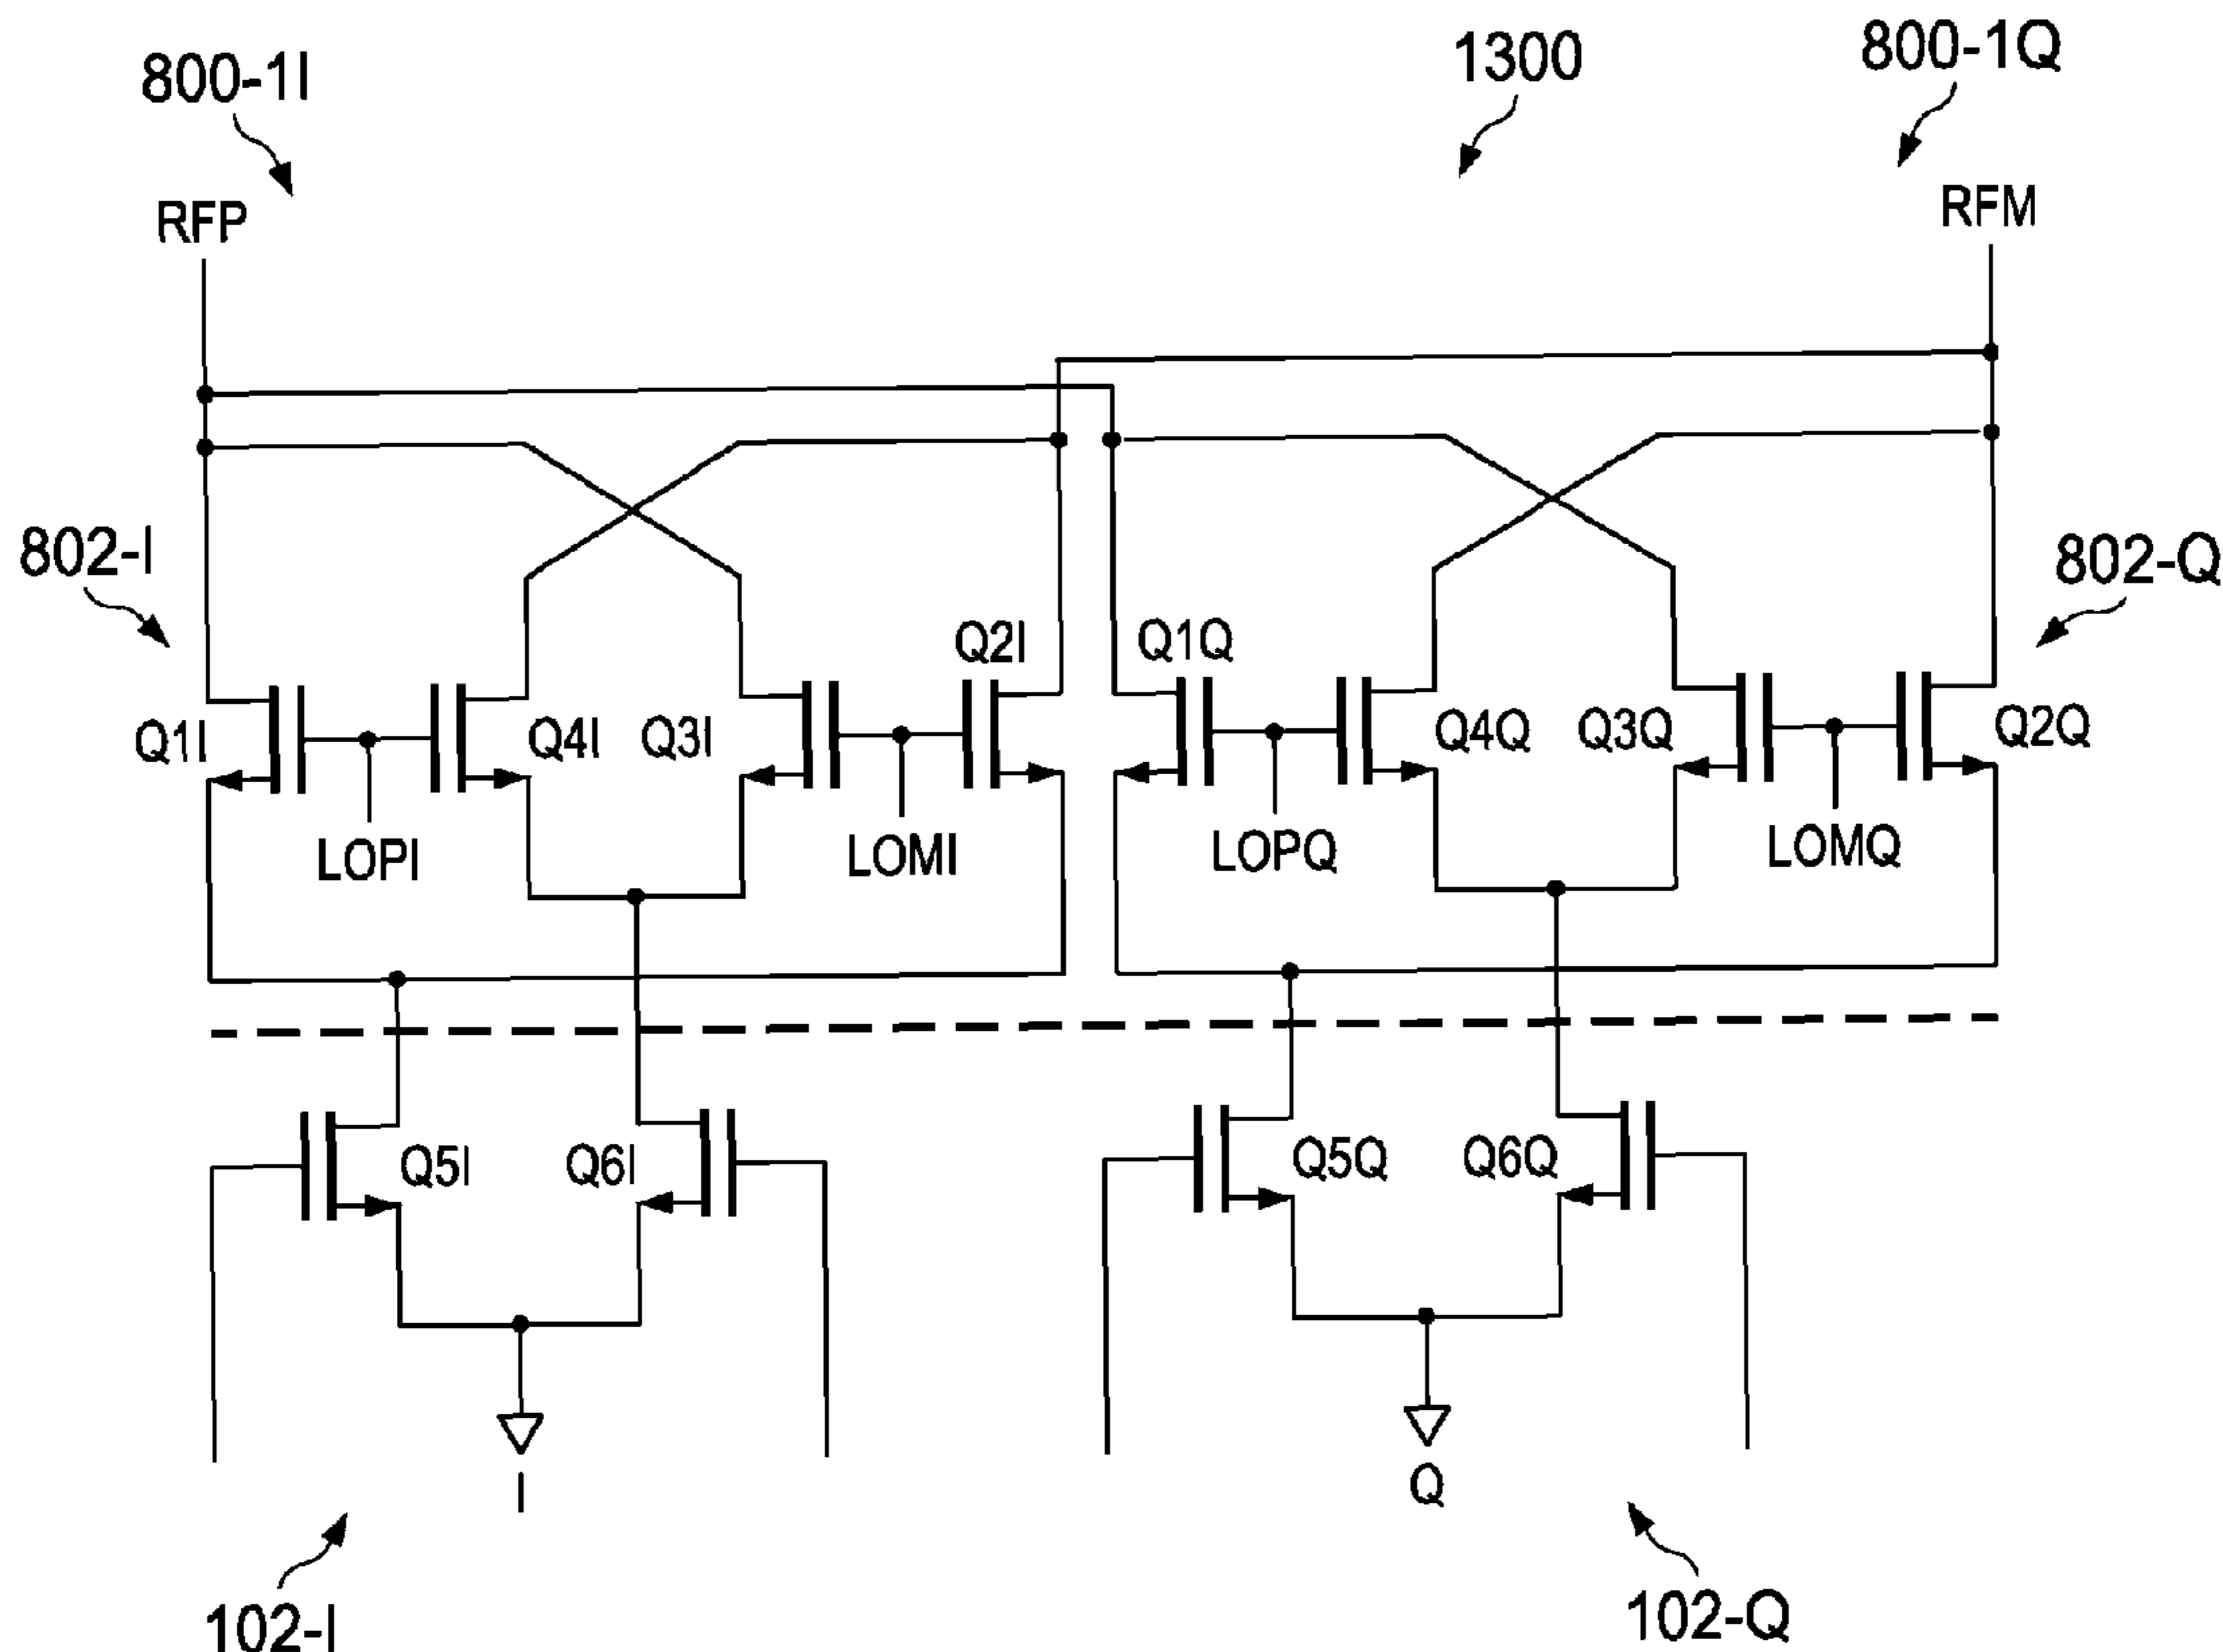 800-1I
1300
800-1Q
RFP
RFM
802-I
802-Q
Q1I
Q4I
Q3I
Q2I
Q1Q
Q4Q
Q3Q
Q2Q
LOPI
LOMI
LOPQ
LOMQ
Q5I
Q6I
Q5Q
Q6Q
I
Q
102-I
102-Q